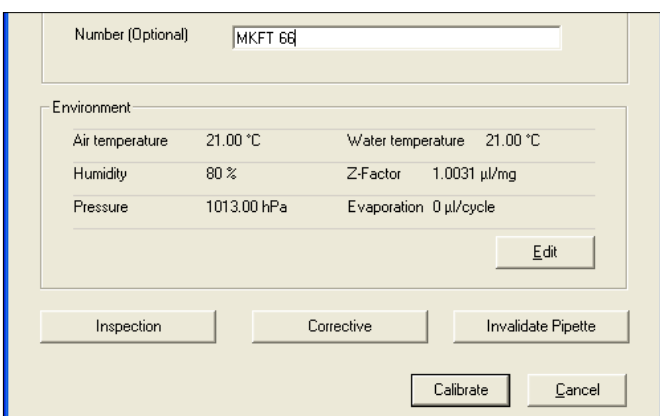 Number (Optional) MKFT 66
Environment
Air temperature 21.00 °C Water temperature 21.00 °C
Humidity 80 % Z-Factor 1.0031 µl/mg
Pressure 1013.00 hPa Evaporation 0 µl/cycle
Edit
Inspection Corrective Invalidate Pipette
Calibrate Cancel